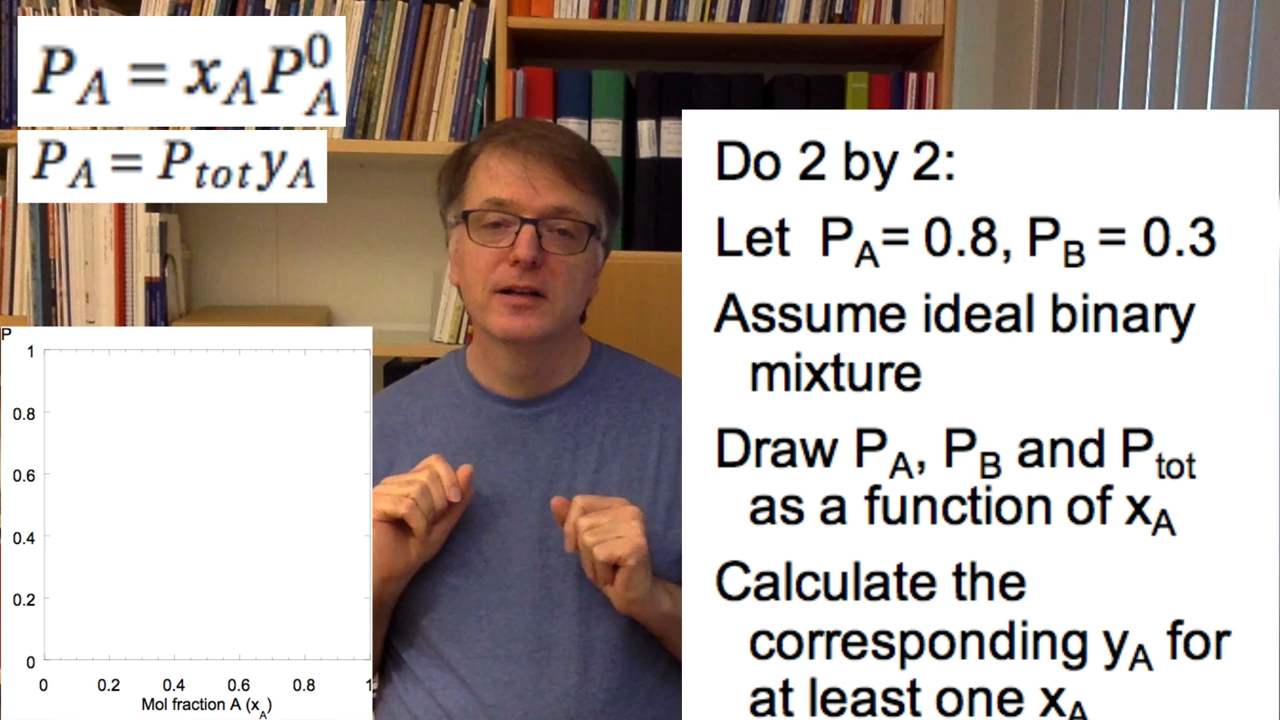 P_A = x_A P_A^0
P_A = P_tot y_A
Do 2 by 2:
Let P_A= 0.8, P_B = 0.3
Assume ideal binary
mixture
Draw P_A, P_B and P_tot
as a function of x_A
Calculate the
corresponding y_A for
at least one x_A
P
1
0.8
0.6
0.4
0.2
0
0 0.2 0.4 0.6 0.8 1
Mol fraction A (x_A)